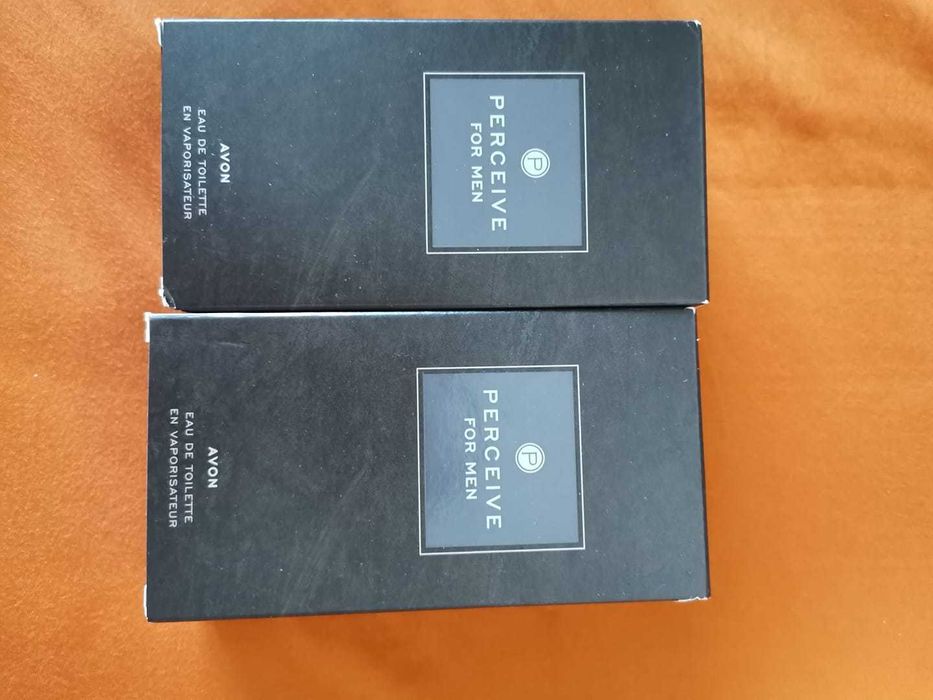 P
PERCEIVE
FOR MEN
AVON
EAU DE TOILETTE
EN VAPORISATEUR
P
PERCEIVE
FOR MEN
AVON
EAU DE TOILETTE
EN VAPORISATEUR